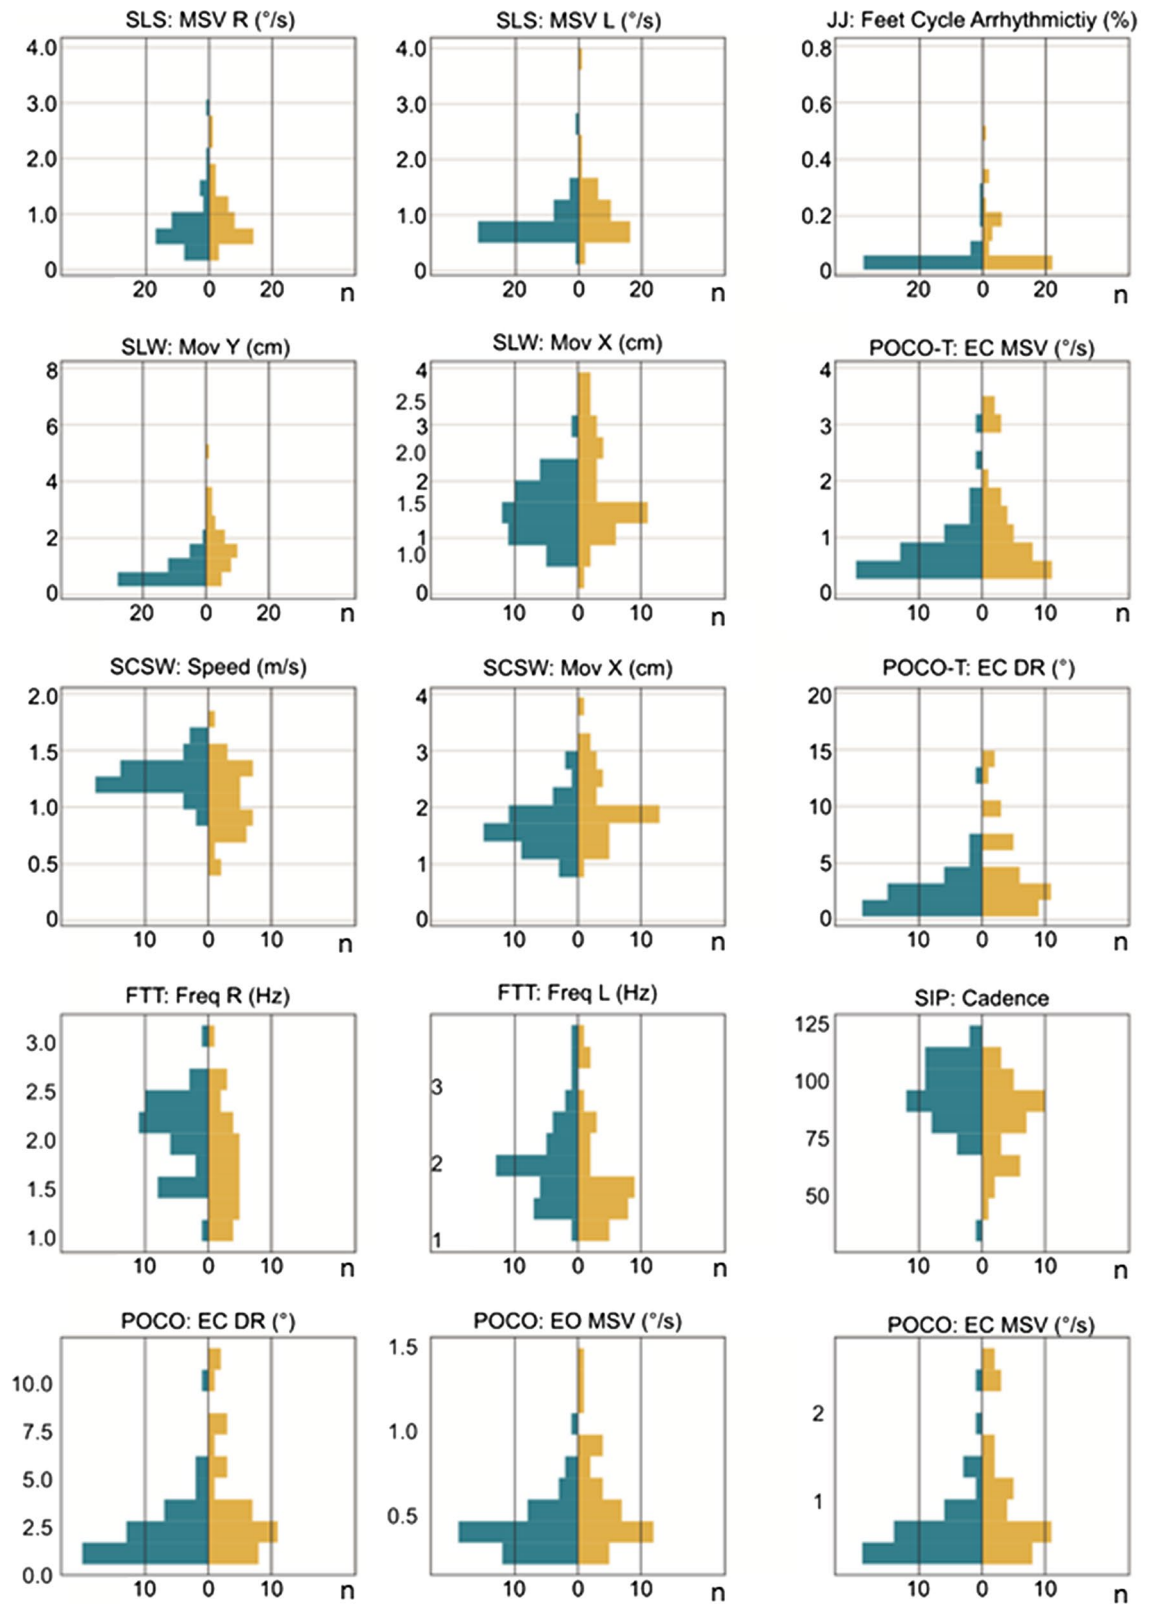 SLS: MSV R (°/s)
4.0
3.0
2.0
1.0
0
20 0 20 n
SLS: MSV L (°/s)
4.0
3.0
2.0
1.0
0
20 0 20 n
JJ: Feet Cycle Arrhythmictiy (%)
0.8
0.6
0.4
0.2
0
20 0 20 n
SLW: Mov Y (cm)
8
6
4
2
0
20 0 20 n
SLW: Mov X (cm)
4
2.5
3
2.0
2
1.5
1
1.0
0
10 0 10 n
POCO-T: EC MSV (°/s)
4
3
2
1
0
10 0 10 n
SCSW: Speed (m/s)
2.0
1.5
1.0
0.5
0
10 0 10 n
SCSW: Mov X (cm)
4
3
2
1
0
10 0 10 n
POCO-T: EC DR (°)
20
15
10
5
0
10 0 10 n
FTT: Freq R (Hz)
3.0
2.5
2.0
1.5
1.0
10 0 10 n
FTT: Freq L (Hz)
3
2
1
10 0 10 n
SIP: Cadence
125
100
75
50
10 0 10 n
POCO: EC DR (°)
10.0
7.5
5.0
2.5
0.0
10 0 10 n
POCO: EO MSV (°/s)
1.5
1.0
0.5
10 0 10 n
POCO: EC MSV (°/s)
2
1
10 0 10 n